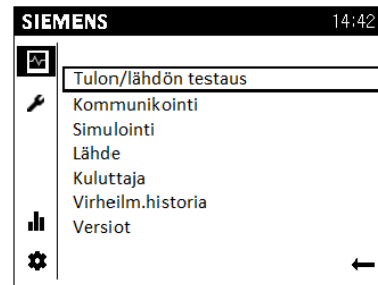 SIEMENS 14:42
Tulon/lähdön testaus
Kommunikointi
Simulointi
Lähde
Kuluttaja
Virheilm.historia
Versiot